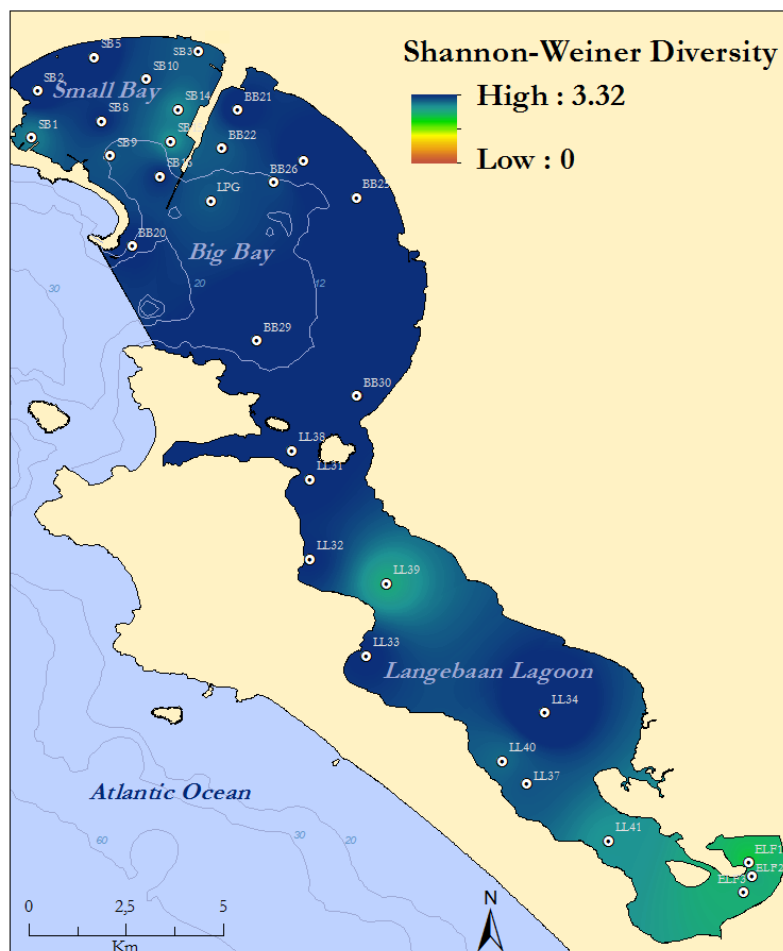 Shannon-Weiner Diversity
High : 3.32
Low : 0
SB5
SB3
SB10
SB2
Small Bay
SB14
BB21
SB8
SB1
BB22
SB9
BB26
BB25
LPG
BB20
Big Bay
30
20
12
BB29
BB30
LL38
LL31
LL32
LL39
LL33
Langebaan Lagoon
LL34
LL40
LL37
Atlantic Ocean
LL41
60
30
20
ELF1
ELF2
ELF3
N
0
2,5
5
Km